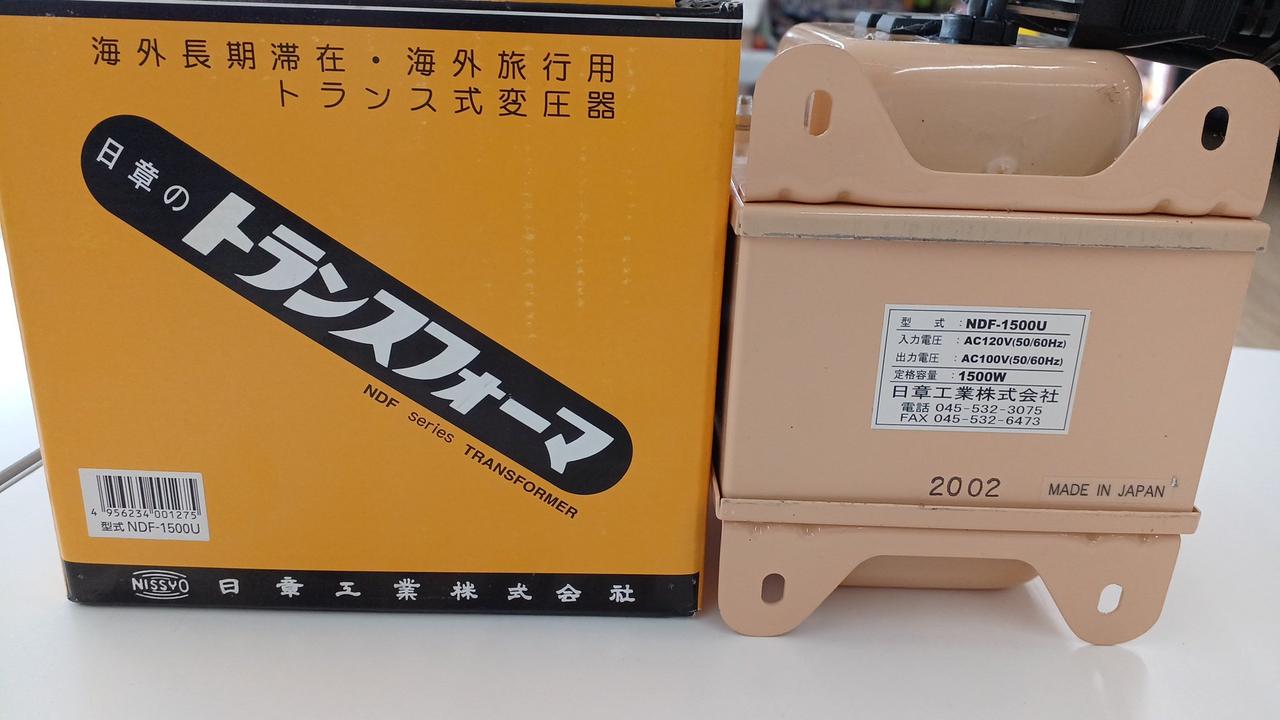 海外長期滞在・海外旅行用
トランス式変圧器
日章の
トランスフォーマ
NDF series TRANSFORMER
4 956234 001275
型式 NDF-1500U
NISSYO 日章工業株式会社
型 式 : NDF-1500U
入力電圧 : AC120V(50/60Hz)
出力電圧 : AC100V(50/60Hz)
定格容量 : 1500W
日章工業株式会社
電話 045-532-3075
FAX 045-532-6473
2002 MADE IN JAPAN